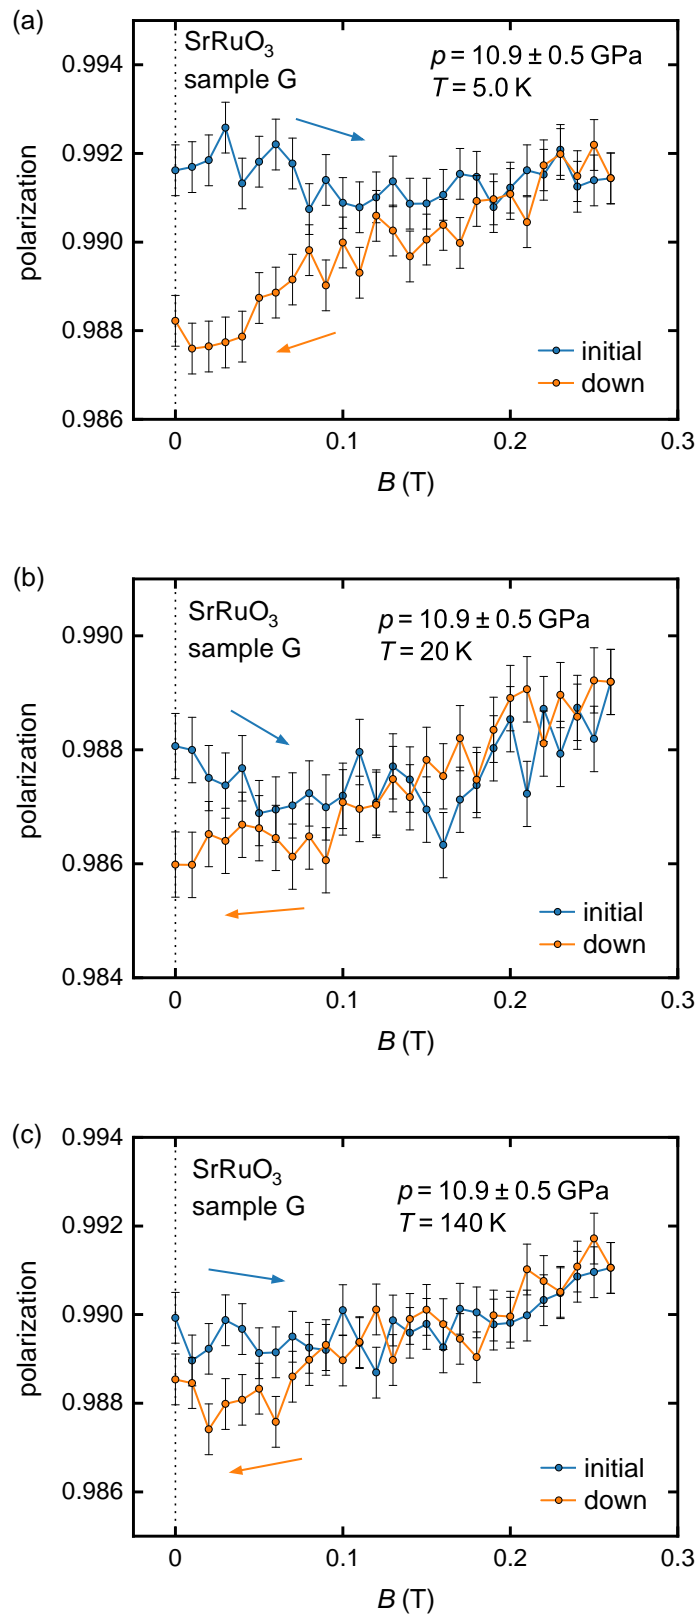 (a)
0.994
0.992
0.990
0.988
0.986
polarization
SrRuO₃
sample G
p = 10.9 ± 0.5 GPa
T = 5.0 K
initial
down
0
0.1
0.2
0.3
B (T)
(b)
0.990
0.988
0.986
0.984
polarization
SrRuO₃
sample G
p = 10.9 ± 0.5 GPa
T = 20 K
initial
down
0
0.1
0.2
0.3
B (T)
(c)
0.994
0.992
0.990
0.988
0.986
polarization
SrRuO₃
sample G
p = 10.9 ± 0.5 GPa
T = 140 K
initial
down
0
0.1
0.2
0.3
B (T)